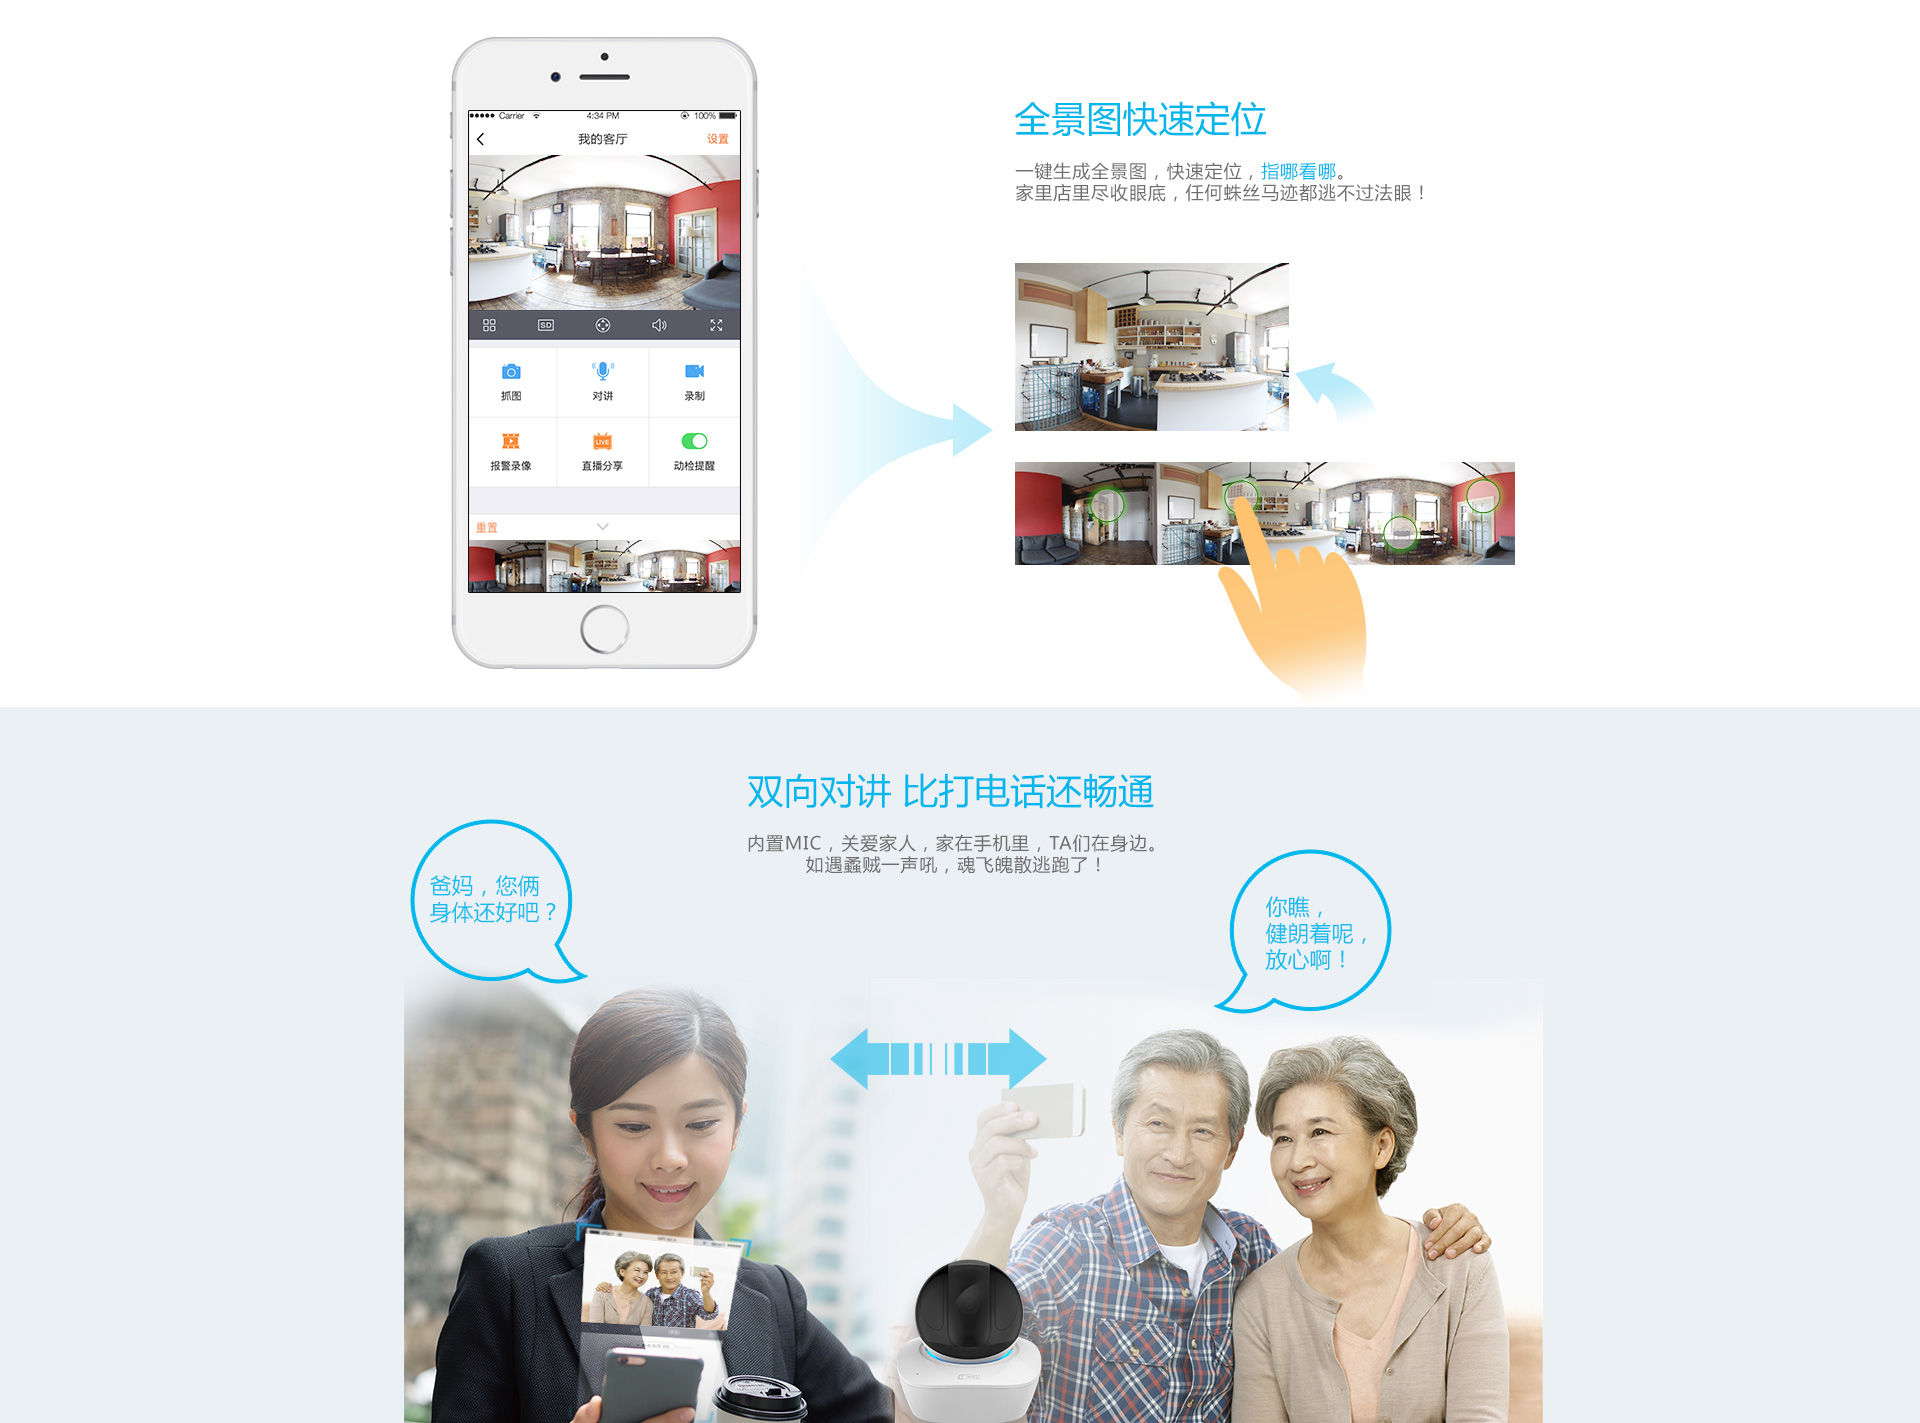 Carrier 4:34 PM 100%
我的客厅 设置
SD
抓图 对讲 录制
LIVE
报警录像 直播分享 动检提醒
重置
全景图快速定位
一键生成全景图，快速定位，指哪看哪。
家里店里尽收眼底，任何蛛丝马迹都逃不过法眼！
双向对讲 比打电话还畅通
内置MIC，关爱家人，家在手机里，TA们在身边。
如遇蟊贼一声吼，魂飞魄散逃跑了！
爸妈，您俩
身体还好吧？
你瞧，
健朗着呢，
放心啊！